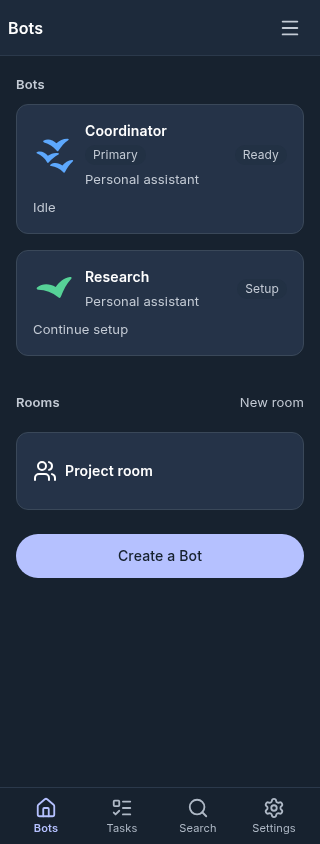 Bots
Bots
Coordinator
Primary
Ready
Personal assistant
Idle
Research
Personal assistant
Setup
Continue setup
Rooms
New room
Project room
Create a Bot
Bots
Tasks
Search
Settings